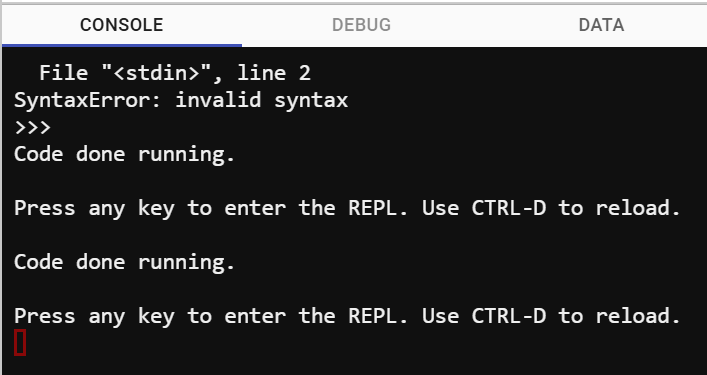 CONSOLE DEBUG DATA
File "<stdin>", line 2
SyntaxError: invalid syntax
>>>
Code done running.
Press any key to enter the REPL. Use CTRL-D to reload.
Code done running.
Press any key to enter the REPL. Use CTRL-D to reload.